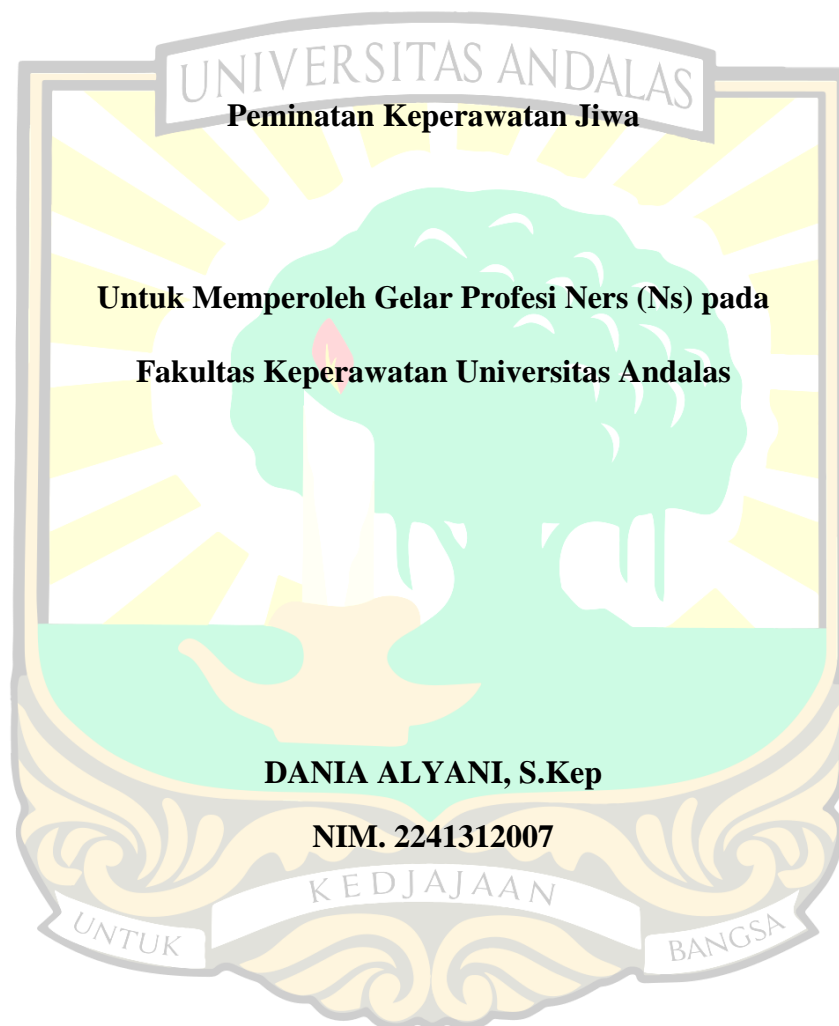 UNIVERSITAS ANDALAS
Peminatan Keperawatan Jiwa
Untuk Memperoleh Gelar Profesi Ners (Ns) pada
Fakultas Keperawatan Universitas Andalas
DANIA ALYANI, S.Kep
NIM. 2241312007
UNTUK KEDJAJAAN BANGSA